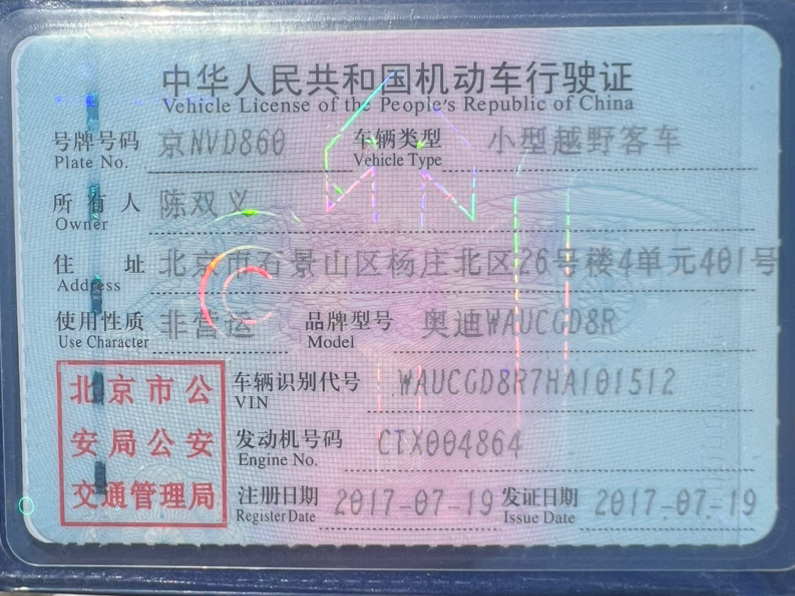 中华人民共和国机动车行驶证
Vehicle License of the People's Republic of China
号牌号码 京NVD860 车辆类型 小型越野客车
Plate No. Vehicle Type
所有人 陈双义
Owner
住址 北京市石景山区杨庄北区26号楼4单元401号
Address
使用性质 非营运 品牌型号 奥迪WAUCGD8R
Use Character Model
车辆识别代号 WAUCGD8R7HA101512
VIN
发动机号码 CTX004864
Engine No.
注册日期 2017-07-19 发证日期 2017-07-19
Register Date Issue Date
北京市公
安局公安
交通管理局